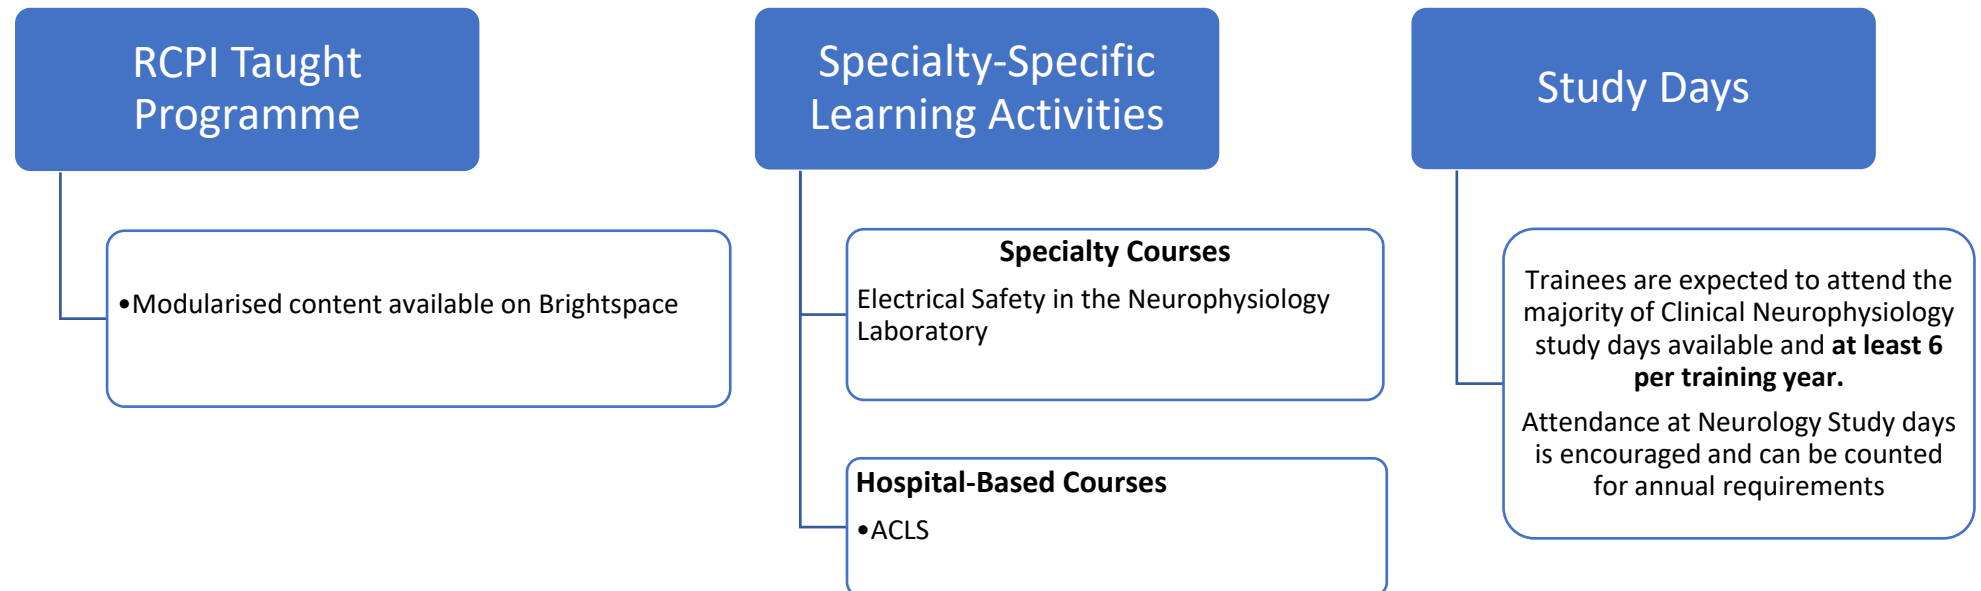 RCPI Taught
Programme
•Modularised content available on Brightspace
Specialty-Specific
Learning Activities
Specialty Courses
Electrical Safety in the Neurophysiology
Laboratory
Hospital-Based Courses
•ACLS
Study Days
Trainees are expected to attend the
majority of Clinical Neurophysiology
study days available and at least 6
per training year.
Attendance at Neurology Study days
is encouraged and can be counted
for annual requirements